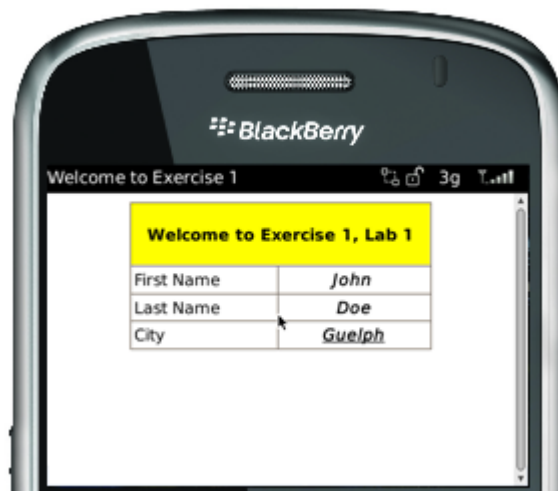 BlackBerry
Welcome to Exercise 1 3g
Welcome to Exercise 1, Lab 1
First Name John
Last Name Doe
City Guelph